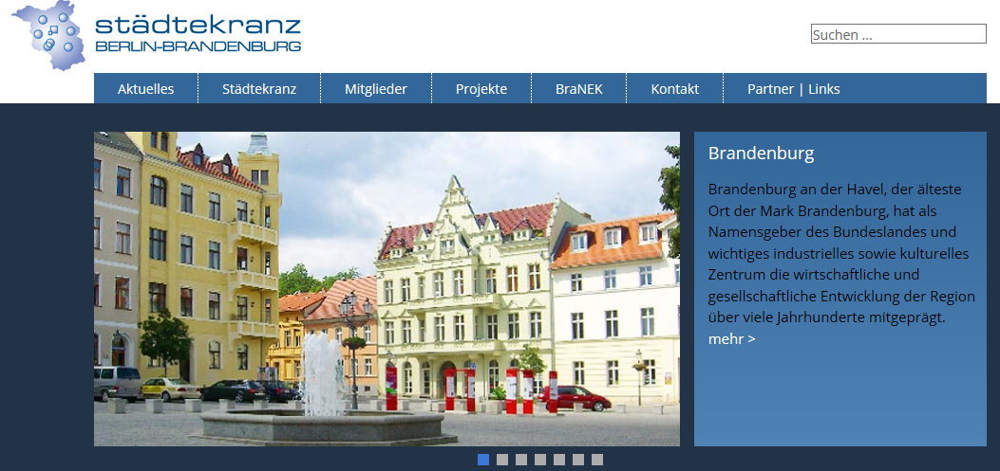 städtekranz
BERLIN-BRANDENBURG
Suchen ...
Aktuelles
Städtekranz
Mitglieder
Projekte
BraNEK
Kontakt
Partner | Links
Brandenburg
Brandenburg an der Havel, der älteste
Ort der Mark Brandenburg, hat als
Namensgeber des Bundeslandes und
wichtiges industrielles sowie kulturelles
Zentrum die wirtschaftliche und
gesellschaftliche Entwicklung der Region
über viele Jahrhunderte mitgeprägt.
mehr >